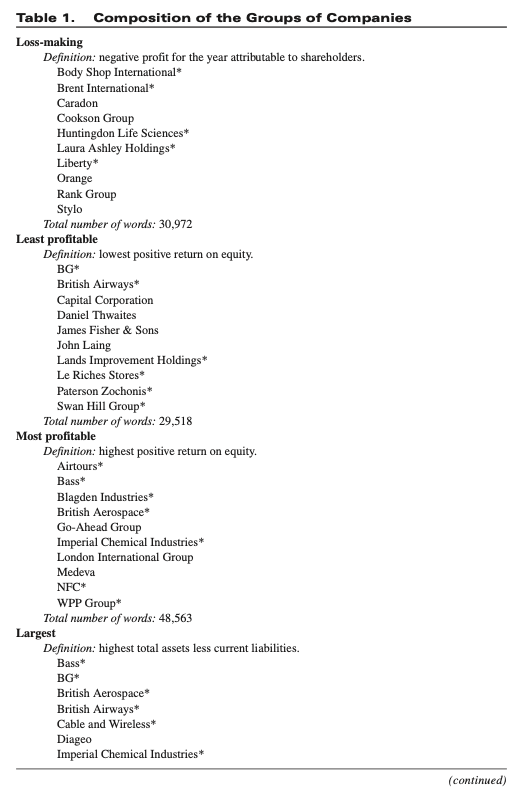 Table 1. Composition of the Groups of Companies
Loss-making
Definition: negative profit for the year attributable to shareholders.
Body Shop International*
Brent International*
Caradon
Cookson Group
Huntingdon Life Sciences*
Laura Ashley Holdings*
Liberty*
Orange
Rank Group
Stylo
Total number of words: 30,972
Least profitable
Definition: lowest positive return on equity.
BG*
British Airways*
Capital Corporation
Daniel Thwaites
James Fisher & Sons
John Laing
Lands Improvement Holdings*
Le Riches Stores*
Paterson Zochonis*
Swan Hill Group*
Total number of words: 29,518
Most profitable
Definition: highest positive return on equity.
Airtours*
Bass*
Blagden Industries*
British Aerospace*
Go-Ahead Group
Imperial Chemical Industries*
London International Group
Medeva
NFC*
WPP Group*
Total number of words: 48,563
Largest
Definition: highest total assets less current liabilities.
Bass*
BG*
British Aerospace*
British Airways*
Cable and Wireless*
Diageo
Imperial Chemical Industries*
(continued)